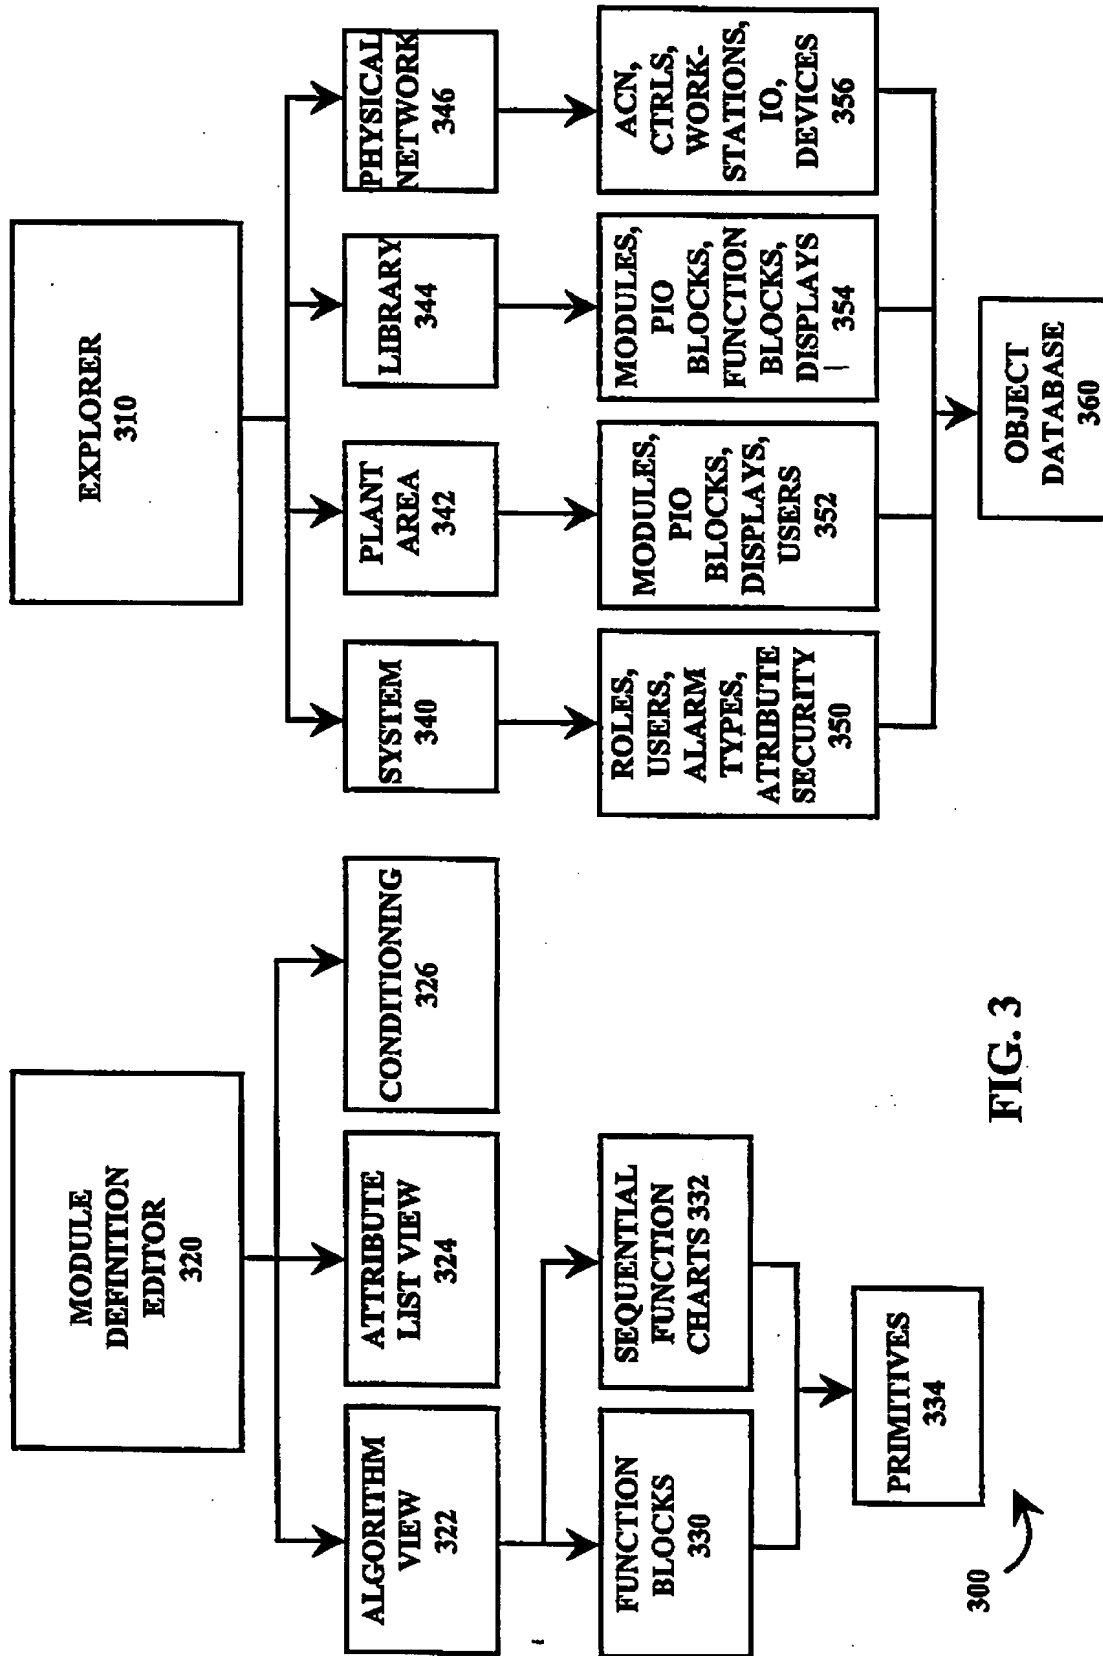 MODULE
DEFINITION
EDITOR
320
ALGORITHM
VIEW
322
ATTRIBUTE
LIST VIEW
324
CONDITIONING
326
FUNCTION
BLOCKS
330
SEQUENTIAL
FUNCTION
CHARTS 332
PRIMITIVES
334
300
EXPLORER
310
SYSTEM
340
PLANT
AREA
342
LIBRARY
344
PHYSICAL
NETWORK
346
ROLES,
USERS,
ALARM
TYPES,
ATRIBUTE
SECURITY
350
MODULES,
PIO
BLOCKS,
DISPLAYS,
USERS
352
MODULES,
PIO
BLOCKS,
FUNCTION
BLOCKS,
DISPLAYS
354
ACN,
CTRLS,
WORK-
STATIONS,
IO,
DEVICES
356
OBJECT
DATABASE
360
FIG. 3